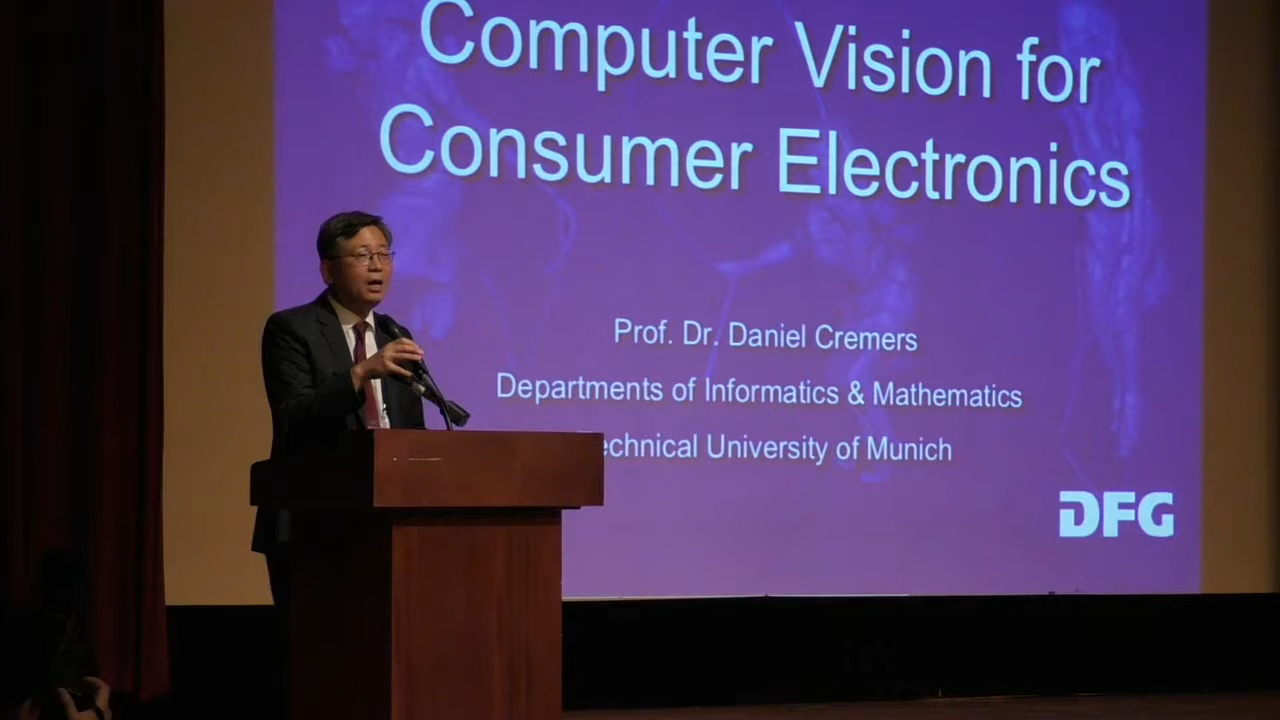 Computer Vision for
Consumer Electronics
Prof. Dr. Daniel Cremers
Departments of Informatics & Mathematics
echnical University of Munich
DFG